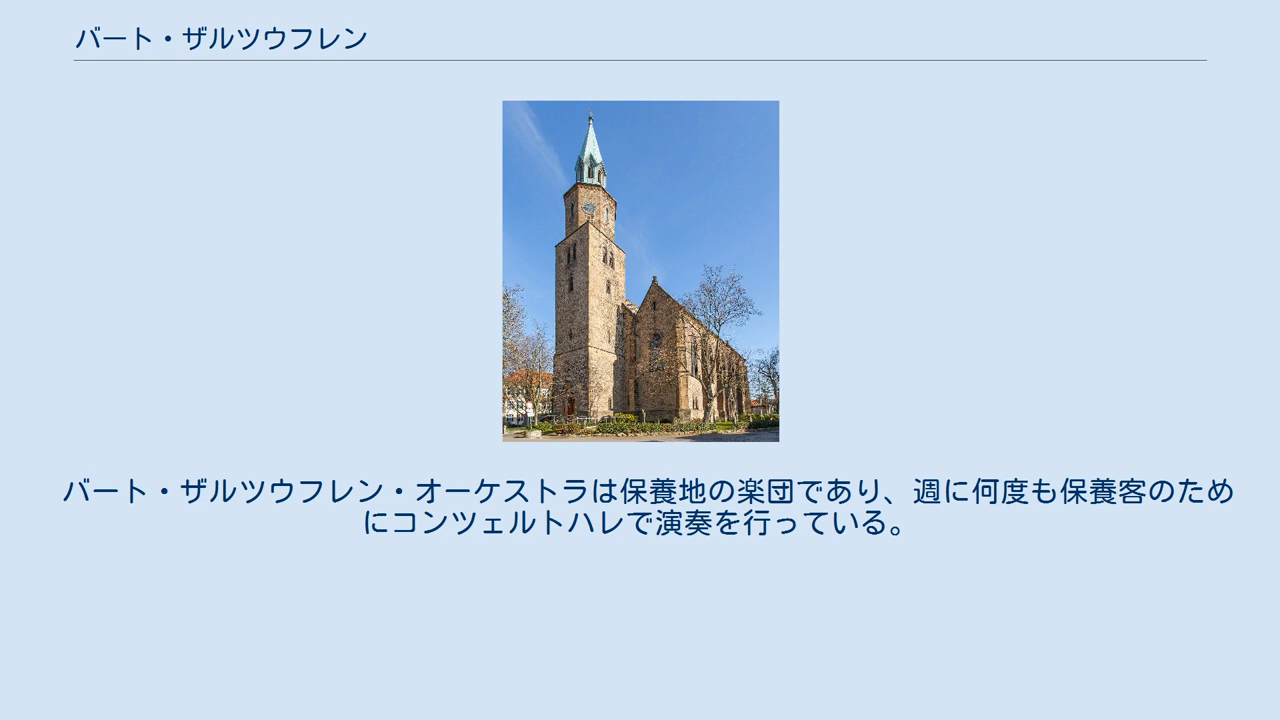 バート・ザルツウフレン
バート・ザルツウフレン・オーケストラは保養地の楽団であり、週に何度も保養客のため
にコンツェルトハレで演奏を行っている。